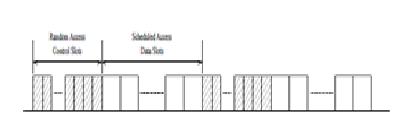 Random Access
Control Slots
Scheduled Access
Data Slots